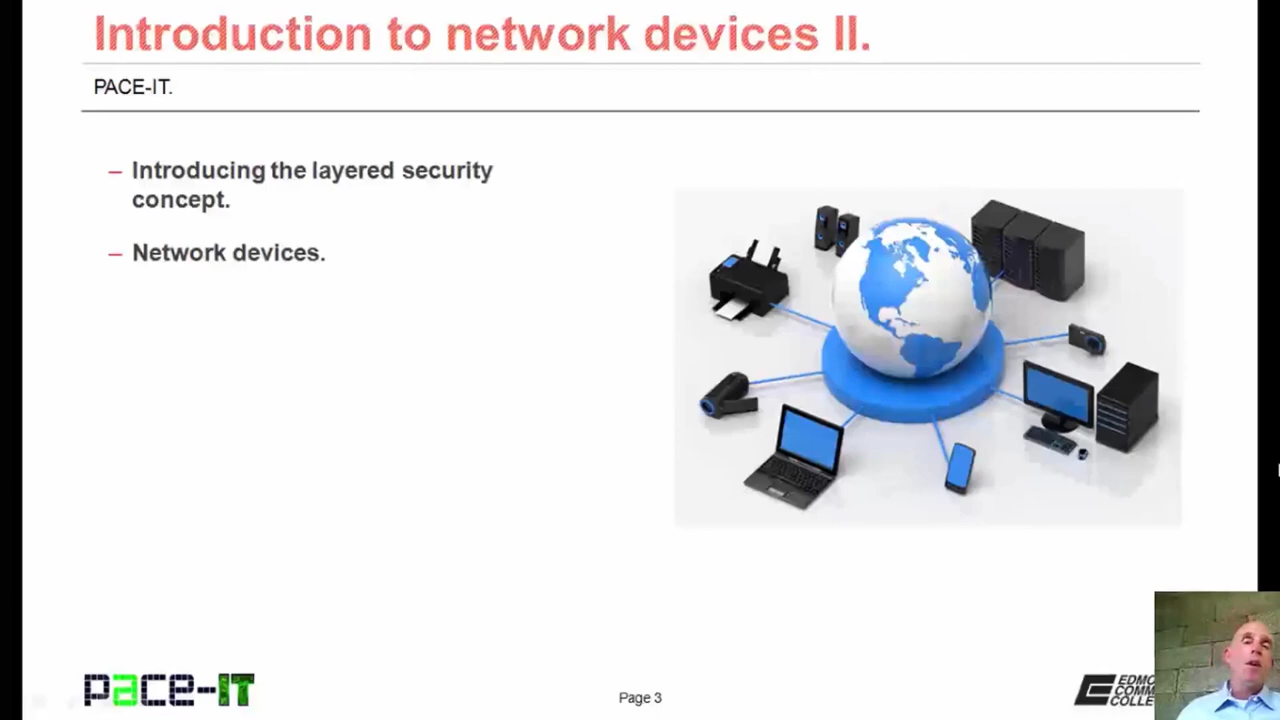 Introduction to network devices II.
PACE-IT.
– Introducing the layered security
concept.
– Network devices.
pace-IT
Page 3